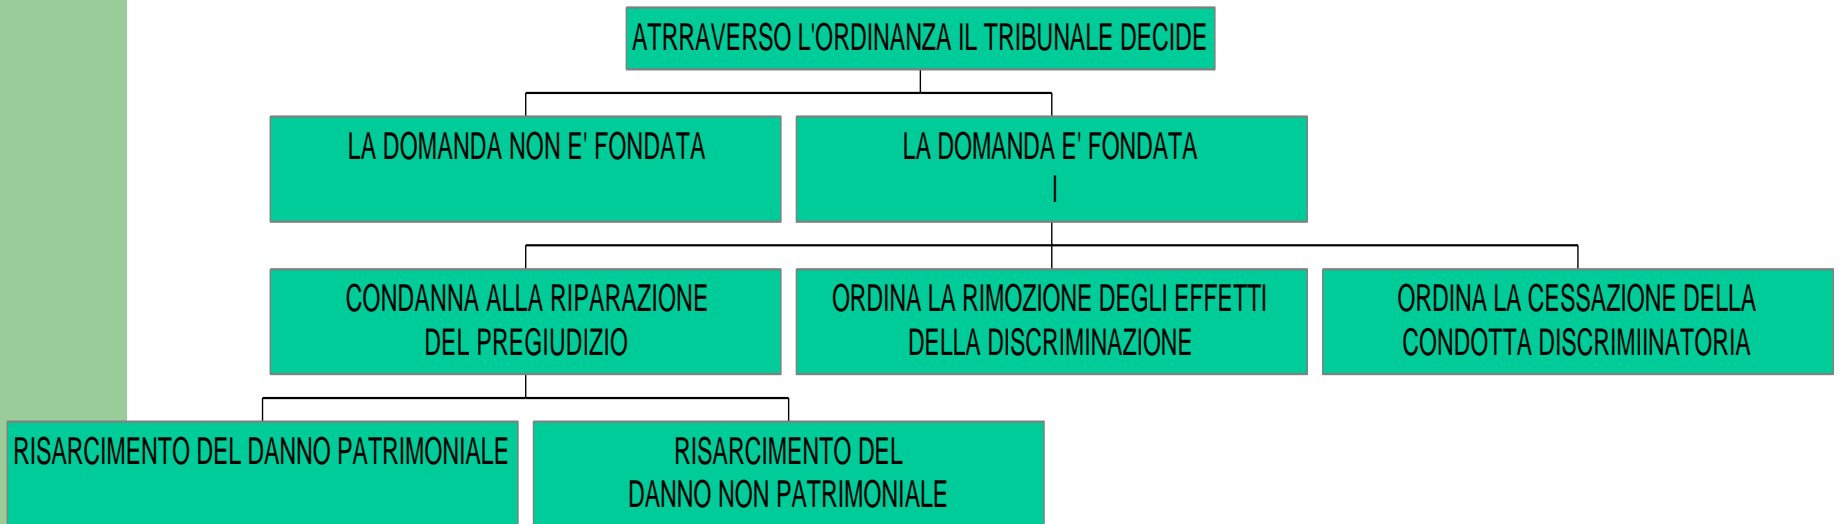 ATRRAVERSO L'ORDINANZA IL TRIBUNALE DECIDE
LA DOMANDA NON E' FONDATA
LA DOMANDA E' FONDATA
I
CONDANNA ALLA RIPARAZIONE
DEL PREGIUDIZIO
ORDINA LA RIMOZIONE DEGLI EFFETTI
DELLA DISCRIMINAZIONE
ORDINA LA CESSAZIONE DELLA
CONDOTTA DISCRIMIINATORIA
RISARCIMENTO DEL DANNO PATRIMONIALE
RISARCIMENTO DEL
DANNO NON PATRIMONIALE